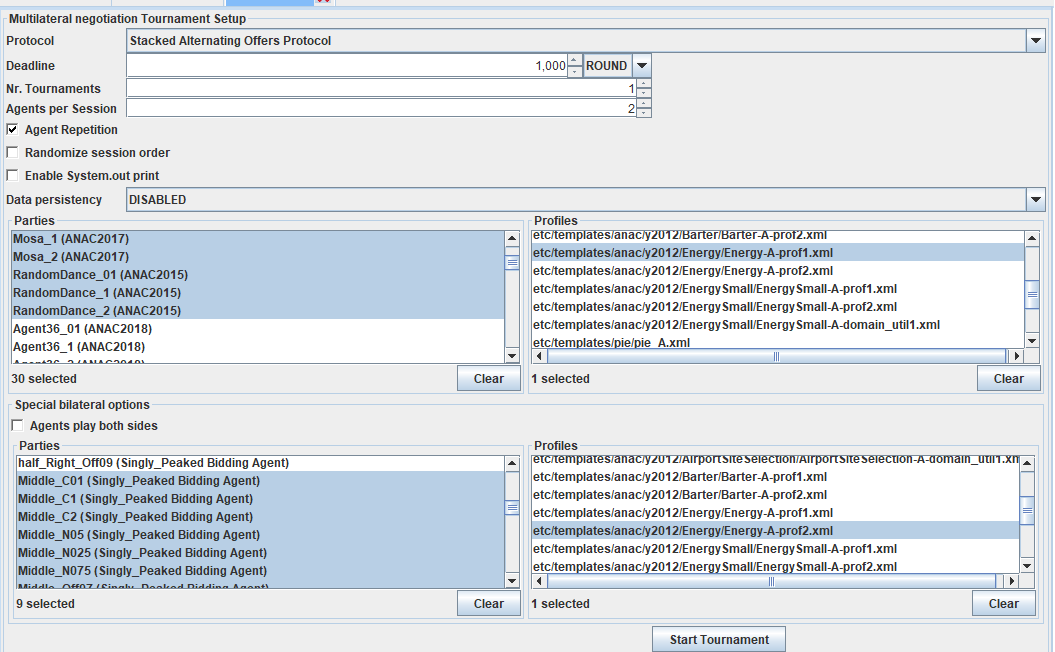 Multilateral negotiation Tournament Setup
Protocol Stacked Alternating Offers Protocol
Deadline 1,000 ROUND
Nr. Tournaments 1
Agents per Session 2
Agent Repetition
Randomize session order
Enable System.out print
Data persistency DISABLED
Parties
Mosa_1 (ANAC2017)
Mosa_2 (ANAC2017)
RandomDance_01 (ANAC2015)
RandomDance_1 (ANAC2015)
RandomDance_2 (ANAC2015)
Agent36_01 (ANAC2018)
Agent36_1 (ANAC2018)
30 selected
Clear
Profiles
etc/templates/anac/y2012/Barter/Barter-A-prof2.xml
etc/templates/anac/y2012/Energy/Energy-A-prof1.xml
etc/templates/anac/y2012/Energy/Energy-A-prof2.xml
etc/templates/anac/y2012/EnergySmall/EnergySmall-A-prof1.xml
etc/templates/anac/y2012/EnergySmall/EnergySmall-A-prof2.xml
etc/templates/anac/y2012/EnergySmall/EnergySmall-A-domain_util1.xml
etc/templates/pie/pie_A.xml
1 selected
Clear
Special bilateral options
Agents play both sides
Parties
half_Right_Off09 (Singly_Peaked Bidding Agent)
Middle_C01 (Singly_Peaked Bidding Agent)
Middle_C1 (Singly_Peaked Bidding Agent)
Middle_C2 (Singly_Peaked Bidding Agent)
Middle_N05 (Singly_Peaked Bidding Agent)
Middle_N025 (Singly_Peaked Bidding Agent)
Middle_N075 (Singly_Peaked Bidding Agent)
Middle_Off07 (Singly_Peaked Bidding Agent)
9 selected
Clear
Profiles
etc/templates/anac/y2012/AirportSiteSelection/AirportSiteSelection-A-domain_util1.xm
etc/templates/anac/y2012/Barter/Barter-A-prof1.xml
etc/templates/anac/y2012/Barter/Barter-A-prof2.xml
etc/templates/anac/y2012/Energy/Energy-A-prof1.xml
etc/templates/anac/y2012/Energy/Energy-A-prof2.xml
etc/templates/anac/y2012/EnergySmall/EnergySmall-A-prof1.xml
etc/templates/anac/y2012/EnergySmall/EnergySmall-A-prof2.xml
1 selected
Clear
Start Tournament